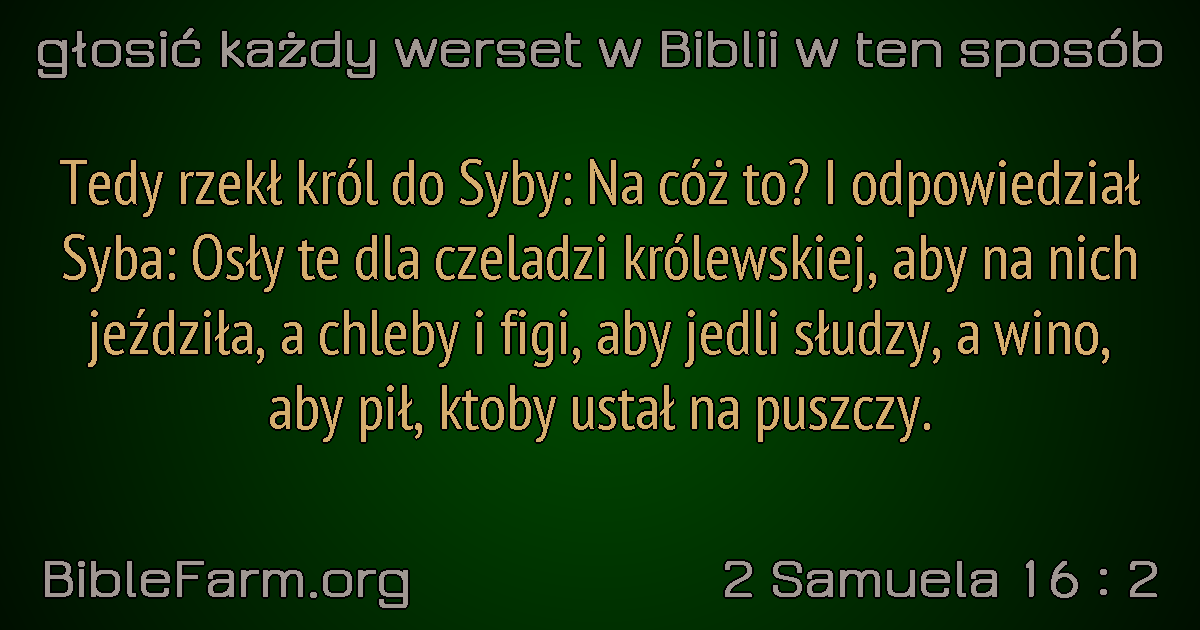 głosić każdy werset w Biblii w ten sposób
Tedy rzekł król do Syby: Na cóż to? I odpowiedział
Syba: Osły te dla czeladzi królewskiej, aby na nich
jeździła, a chleby i figi, aby jedli słudzy, a wino,
aby pił, ktoby ustał na puszczy.
BibleFarm.org
2 Samuela 16 : 2